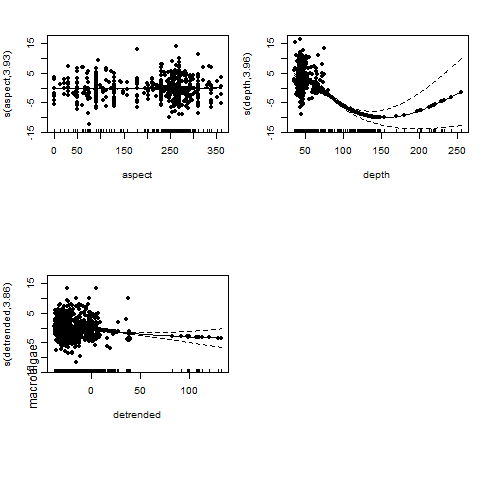 s(aspect,3.93)
15
5
-5
-15
0 50 150 250 350
aspect
s(depth,3.96)
15
5
-5
-15
50 100 150 200 250
depth
s(detrended,3.86)
15
5
-5
0 50 100
detrended
macroalgae